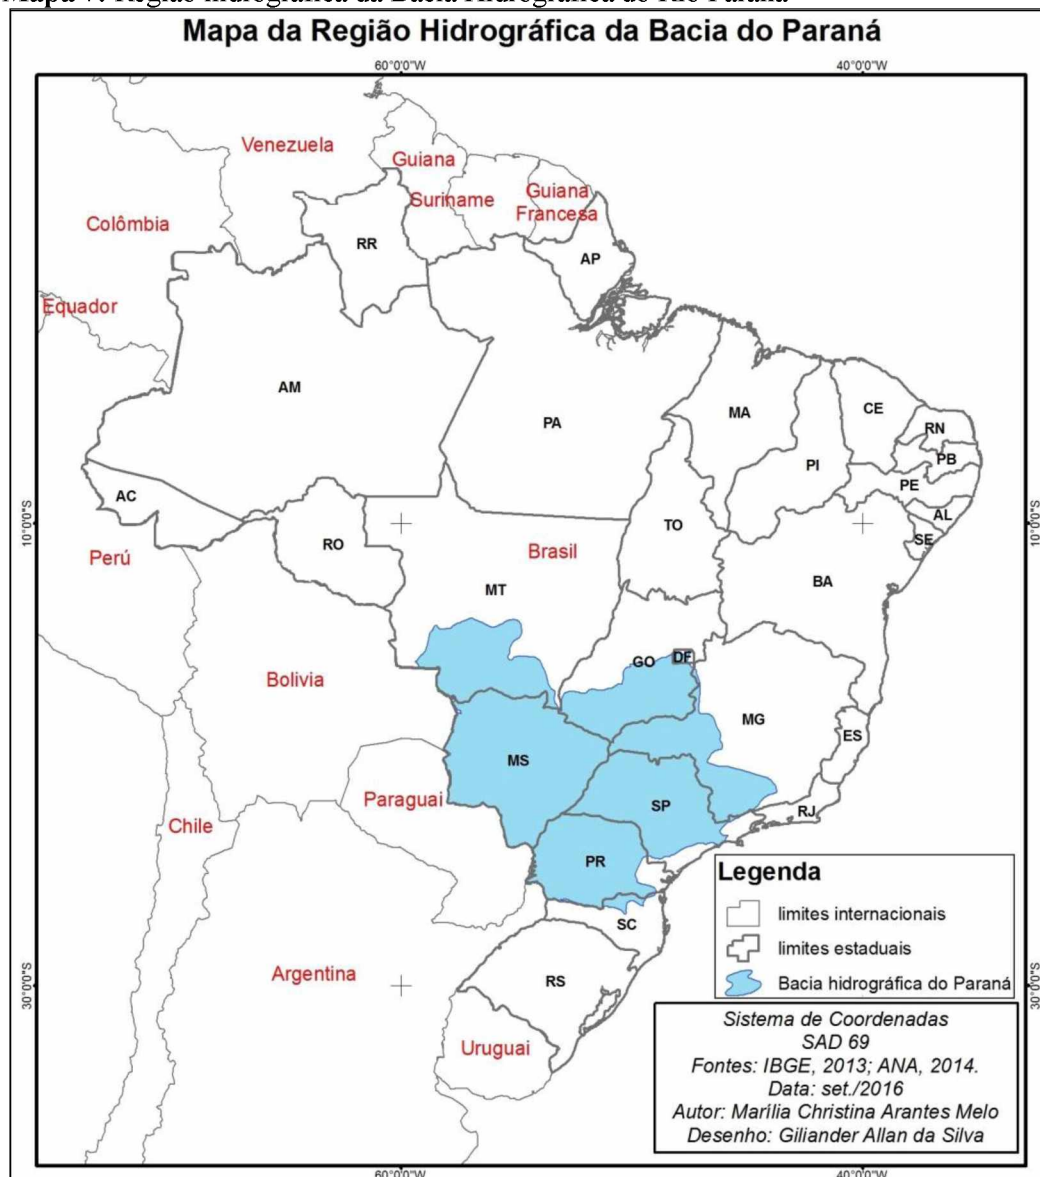 Mapa 7: Região hidrográfica da Bacia Hidrográfica do Rio Paraná
Mapa da Região Hidrográfica da Bacia do Paraná
60°0'0"W
40°0'0"W
Venezuela
Guiana
Suriname
Guiana
Francesa
Colômbia
RR
AP
Equador
AM
PA
MA
CE
RN
PB
PI
PE
AC
AL
TO
SE
10°0'0"S
10°0'0"S
RO
Brasil
Perú
MT
BA
GO
DF
Bolivia
MG
ES
MS
Paraguai
SP
RJ
Chile
PR
SC
Argentina
RS
Uruguai
30°0'0"S
30°0'0"S
Legenda
limites internacionais
limites estaduais
Bacia hidrográfica do Paraná
Sistema de Coordenadas
SAD 69
Fontes: IBGE, 2013; ANA, 2014.
Data: set./2016
Autor: Marília Christina Arantes Melo
Desenho: Giliander Allan da Silva
60°0'0"W
40°0'0"W